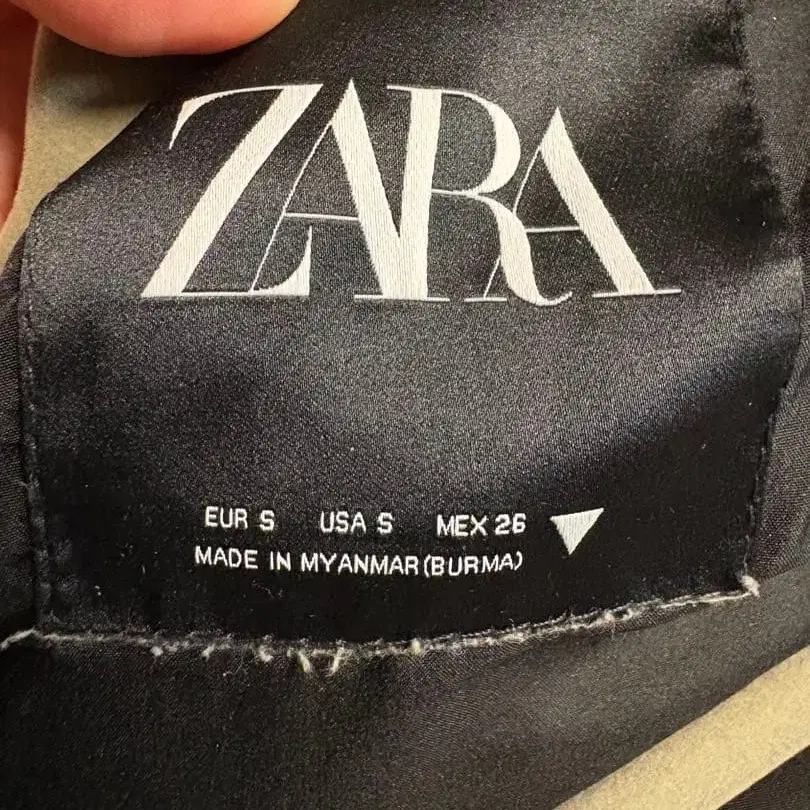 ZARA
EUR S USA S MEX 26
MADE IN MYANMAR (BURMA)